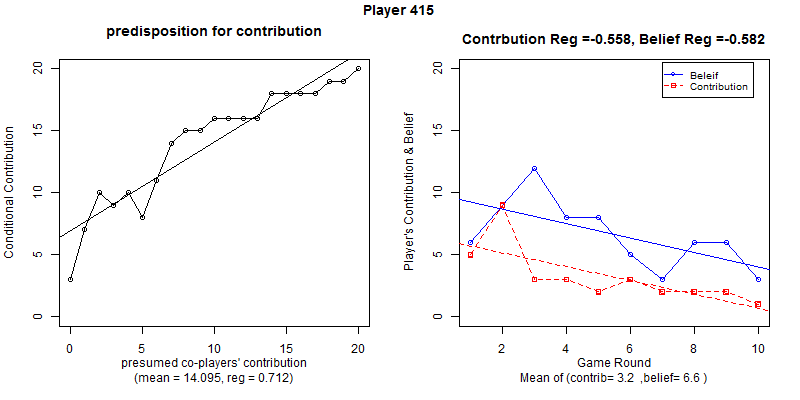 Player 415
predisposition for contribution
Conditional Contribution
20
15
10
5
0
0 5 10 15 20
presumed co-players' contribution
(mean = 14.095, reg = 0.712)
Contrbution Reg =-0.558, Belief Reg =-0.582
Player's Contribution & Belief
20
15
10
5
0
Beleif
Contribution
2 4 6 8 10
Game Round
Mean of (contrib= 3.2 ,belief= 6.6 )